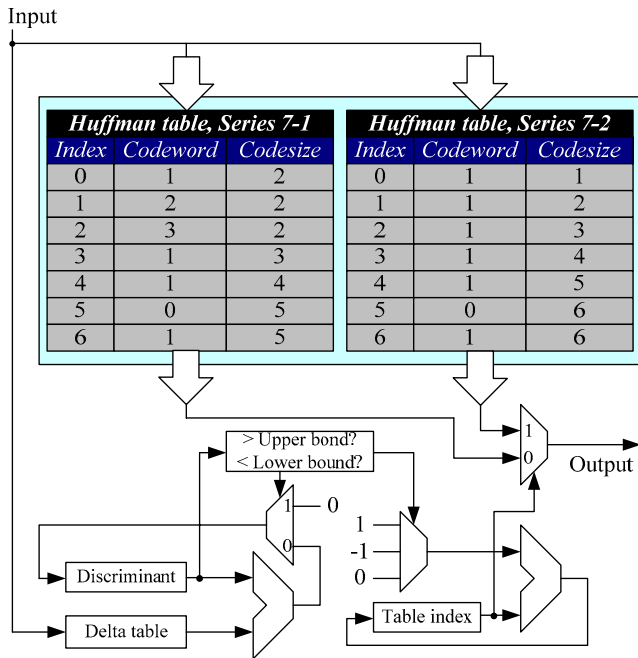 Input
Huffman table, Series 7-1
Index Codeword Codesize
0 1 2
1 2 2
2 3 2
3 1 3
4 1 4
5 0 5
6 1 5
Huffman table, Series 7-2
Index Codeword Codesize
0 1 1
1 1 2
2 1 3
3 1 4
4 1 5
5 0 6
6 1 6
> Upper bond?
< Lower bound?
1
0
Output
1
0
0
1
-1
0
Discriminant
Delta table
Table index